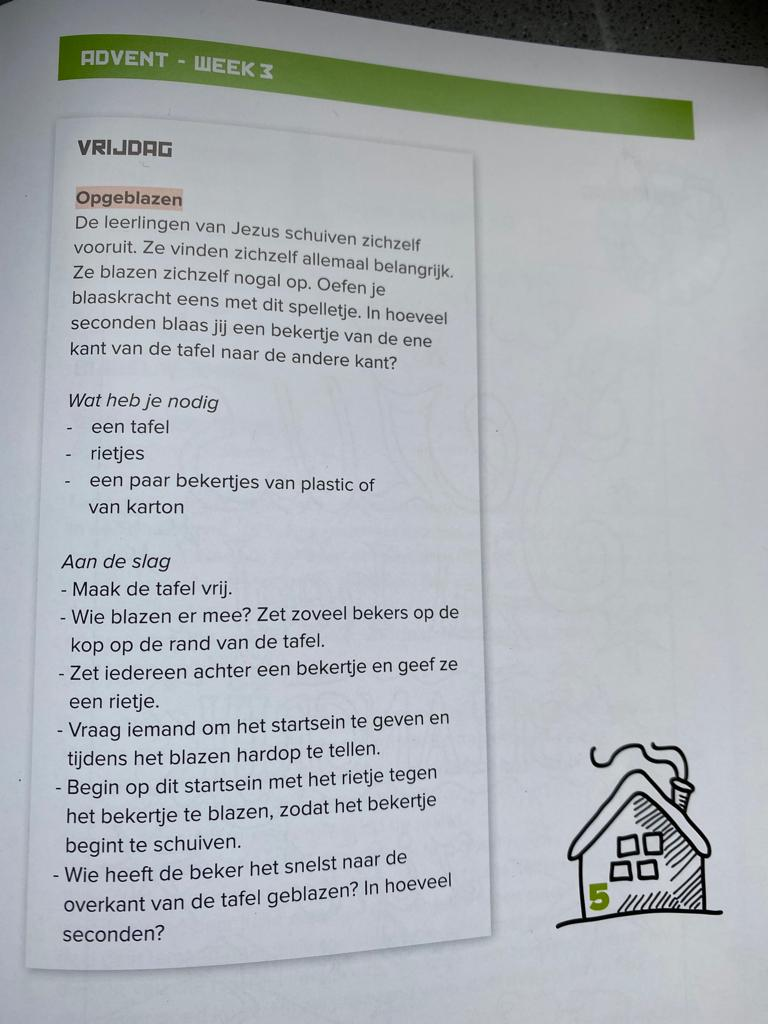 ADVENT - WEEK 3
VRIJDAG
Opgeblazen
De leerlingen van Jezus schuiven zichzelf
vooruit. Ze vinden zichzelf allemaal belangrijk.
Ze blazen zichzelf nogal op. Oefen je
blaaskracht eens met dit spelletje. In hoeveel
seconden blaas jij een bekertje van de ene
kant van de tafel naar de andere kant?
Wat heb je nodig
- een tafel
- rietjes
- een paar bekertjes van plastic of
van karton
Aan de slag
- Maak de tafel vrij.
- Wie blazen er mee? Zet zoveel bekers op de
kop op de rand van de tafel.
- Zet iedereen achter een bekertje en geef ze
een rietje.
- Vraag iemand om het startsein te geven en
tijdens het blazen hardop te tellen.
- Begin op dit startsein met het rietje tegen
het bekertje te blazen, zodat het bekertje
begint te schuiven.
- Wie heeft de beker het snelst naar de
overkant van de tafel geblazen? In hoeveel
seconden?
5